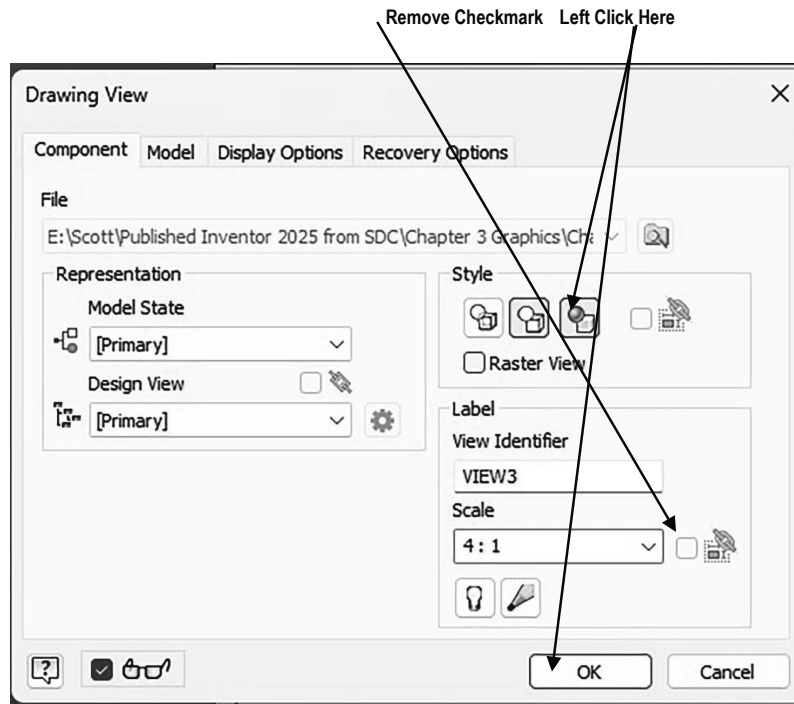 Remove Checkmark Left Click Here
Drawing View
Component Model Display Options Recovery Options
File
E:\Scott\Published Inventor 2025 from SDC\Chapter 3 Graphics\Cha
Representation
Model State
[Primary]
Design View
[Primary]
Style
Raster View
Label
View Identifier
VIEW3
Scale
4 : 1
?
OK Cancel